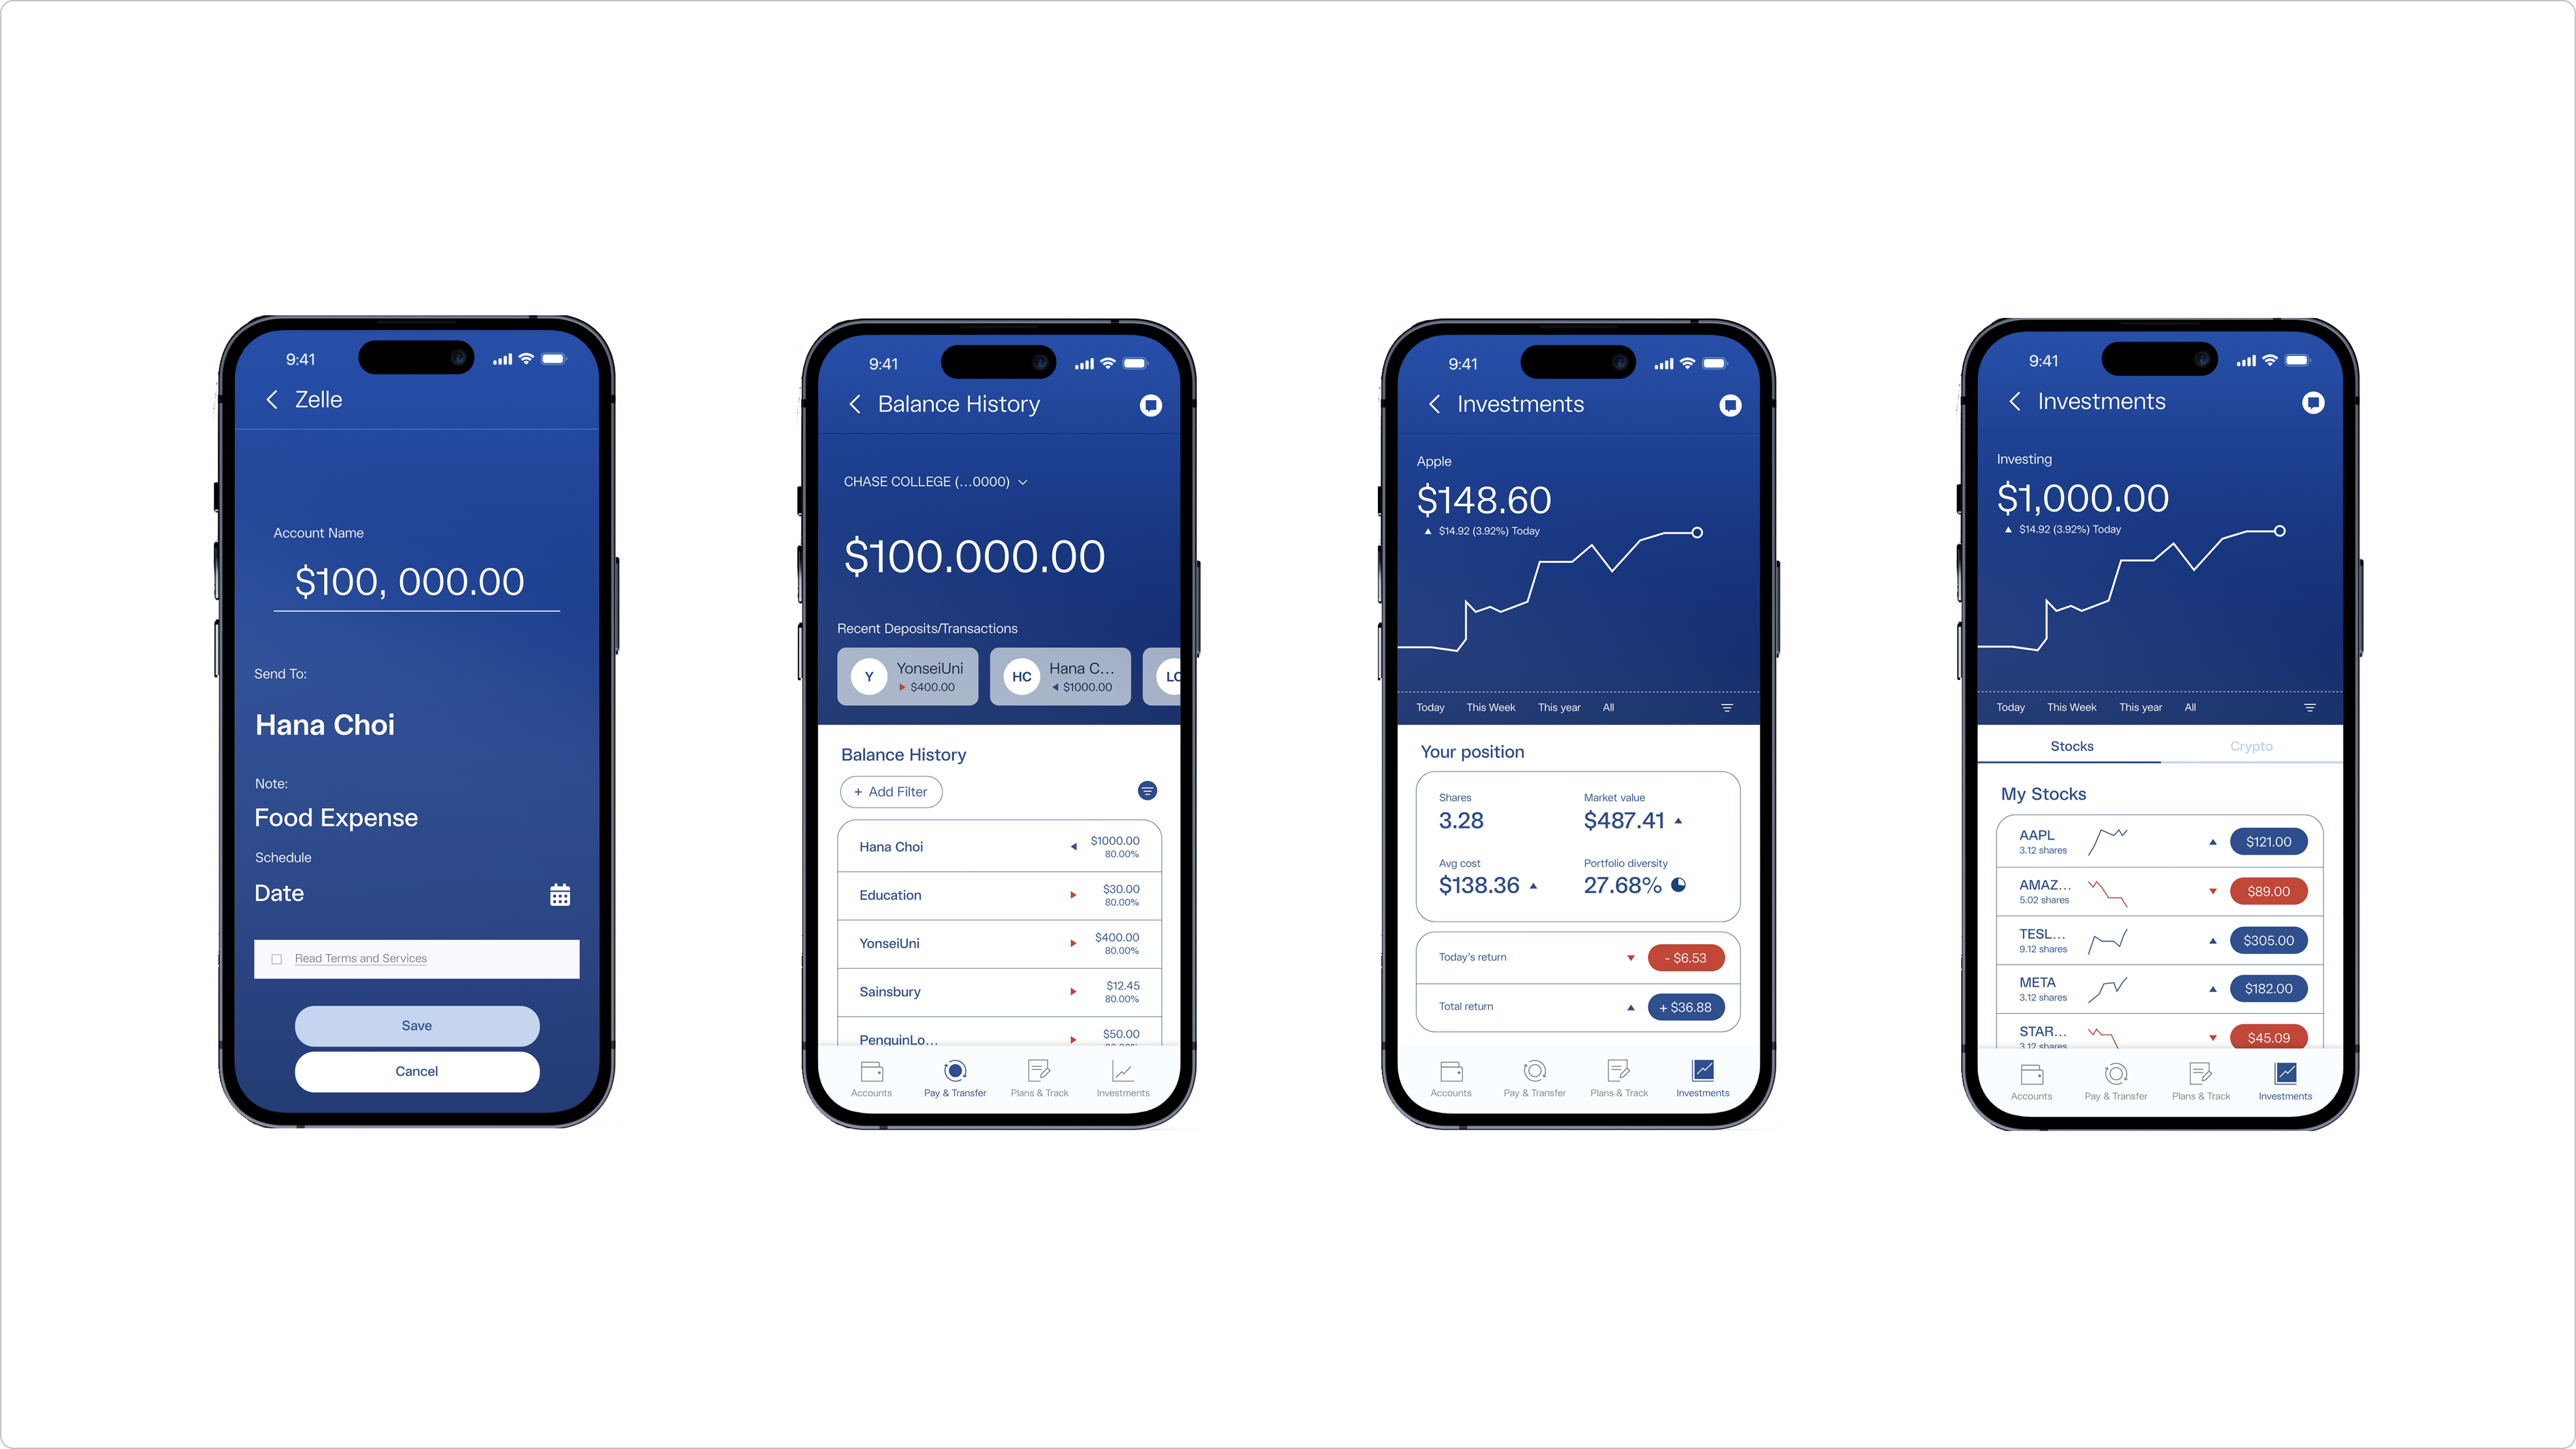 9:41
Zelle
Account Name
$100, 000.00
Send To:
Hana Choi
Note:
Food Expense
Schedule
Date
Read Terms and Services
Save
Cancel
9:41
Balance History
CHASE COLLEGE (...0000)
$100.000.00
Recent Deposits/Transactions
Y YonseiUni
$400.00
HC Hana C...
$1000.00
LC
Balance History
+ Add Filter
Hana Choi $1000.00
80.00%
Education $30.00
80.00%
YonseiUni $400.00
80.00%
Sainsbury $12.45
80.00%
PenguinLo... $50.00
Accounts Pay & Transfer Plans & Track Investments
9:41
Investments
Apple
$148.60
$14.92 (3.92%) Today
Today This Week This year All
Your position
Shares Market value
3.28 $487.41
Avg cost Portfolio diversity
$138.36 27.68%
Today's return - $6.53
Total return + $36.88
Accounts Pay & Transfer Plans & Track Investments
9:41
Investments
Investing
$1,000.00
$14.92 (3.92%) Today
Today This Week This year All
Stocks Crypto
My Stocks
AAPL
3.12 shares $121.00
AMAZ...
5.02 shares $89.00
TESL...
9.12 shares $305.00
META
3.12 shares $182.00
STAR...
3.12 shares $45.09
Accounts Pay & Transfer Plans & Track Investments